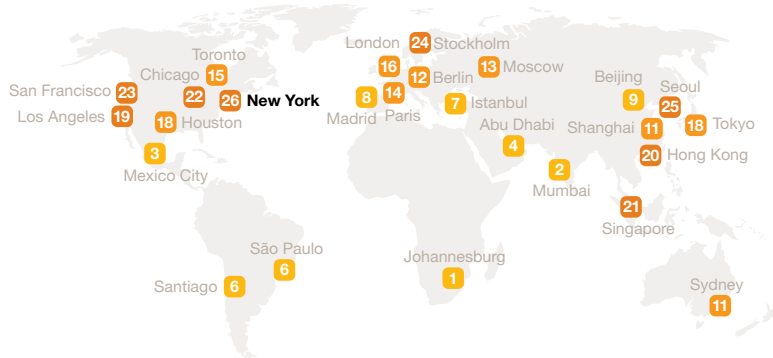 24 Stockholm
London
Toronto
16
13 Moscow
Chicago 15
12 Berlin
Beijing
Seoul
San Francisco 23
22
26 New York
8
14
7 Istanbul
9
25
Los Angeles 19
18 Houston
Madrid
Paris
Abu Dhabi
Shanghai 11
18 Tokyo
3
4
20 Hong Kong
Mexico City
2
Mumbai
21
Singapore
São Paulo
6
Johannesburg
1
Santiago 6
Sydney
11